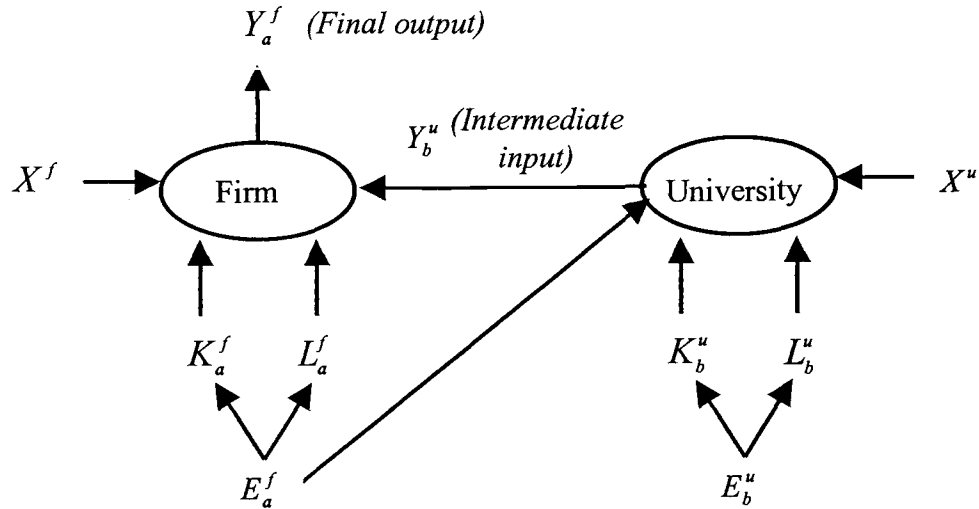 Y_a^f (Final output)
Y_b^u (Intermediate
input)
X^f
Firm
University
X^u
K_a^f L_a^f
K_b^u L_b^u
E_a^f
E_b^u